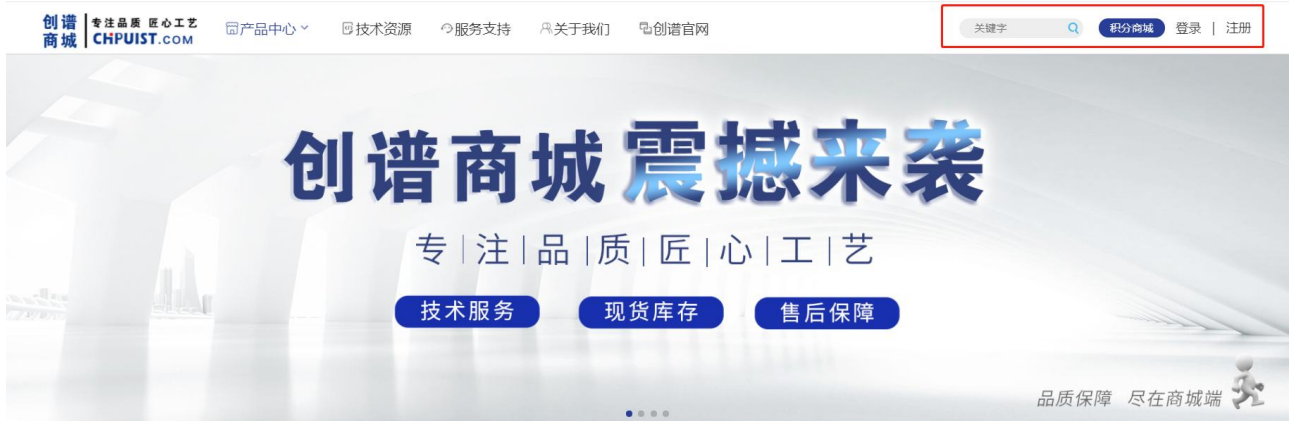 创谱 专注品质 匠心工艺
商城 CHPUIST.COM
产品中心 技术资源 服务支持 关于我们 创谱官网 关键字 积分商城 登录 | 注册
创谱商城震撼来袭
专|注|品|质|匠|心|工|艺
技术服务 现货库存 售后保障
品质保障 尽在商城端